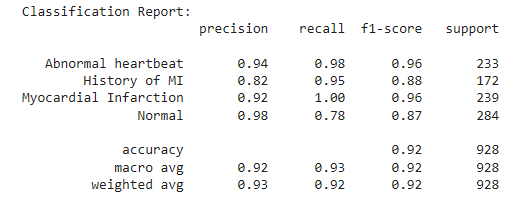 Classification Report:
precision recall f1-score support
Abnormal heartbeat 0.94 0.98 0.96 233
History of MI 0.82 0.95 0.88 172
Myocardial Infarction 0.92 1.00 0.96 239
Normal 0.98 0.78 0.87 284
accuracy 0.92 928
macro avg 0.92 0.93 0.92 928
weighted avg 0.93 0.92 0.92 928